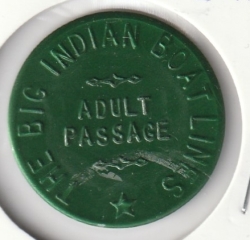 THE BIG INDIAN BOAT LINES
ADULT
PASSAGE